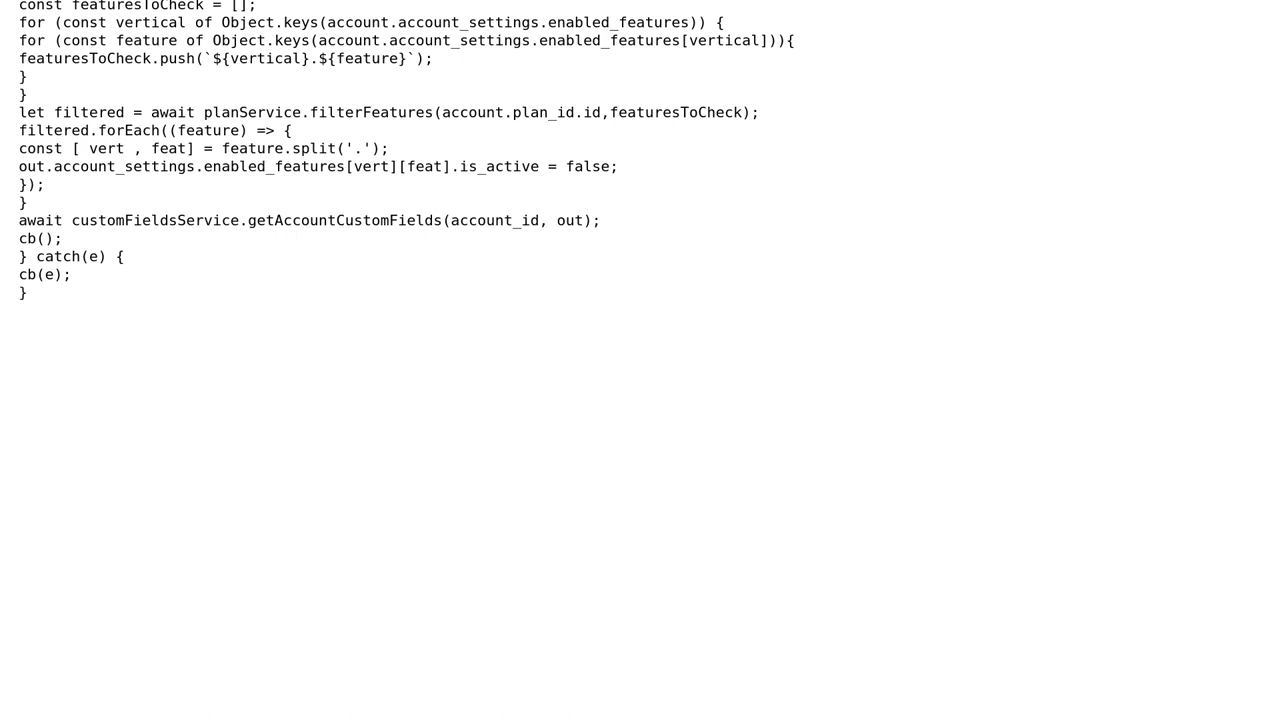 const featuresToCheck = [];
for (const vertical of Object.keys(account.account_settings.enabled_features)) {
for (const feature of Object.keys(account.account_settings.enabled_features[vertical])){
featuresToCheck.push(`${vertical}.${feature}`);
}
}
let filtered = await planService.filterFeatures(account.plan_id.id,featuresToCheck);
filtered.forEach((feature) => {
const [ vert , feat] = feature.split('.');
out.account_settings.enabled_features[vert][feat].is_active = false;
});
}
await customFieldsService.getAccountCustomFields(account_id, out);
cb();
} catch(e) {
cb(e);
}